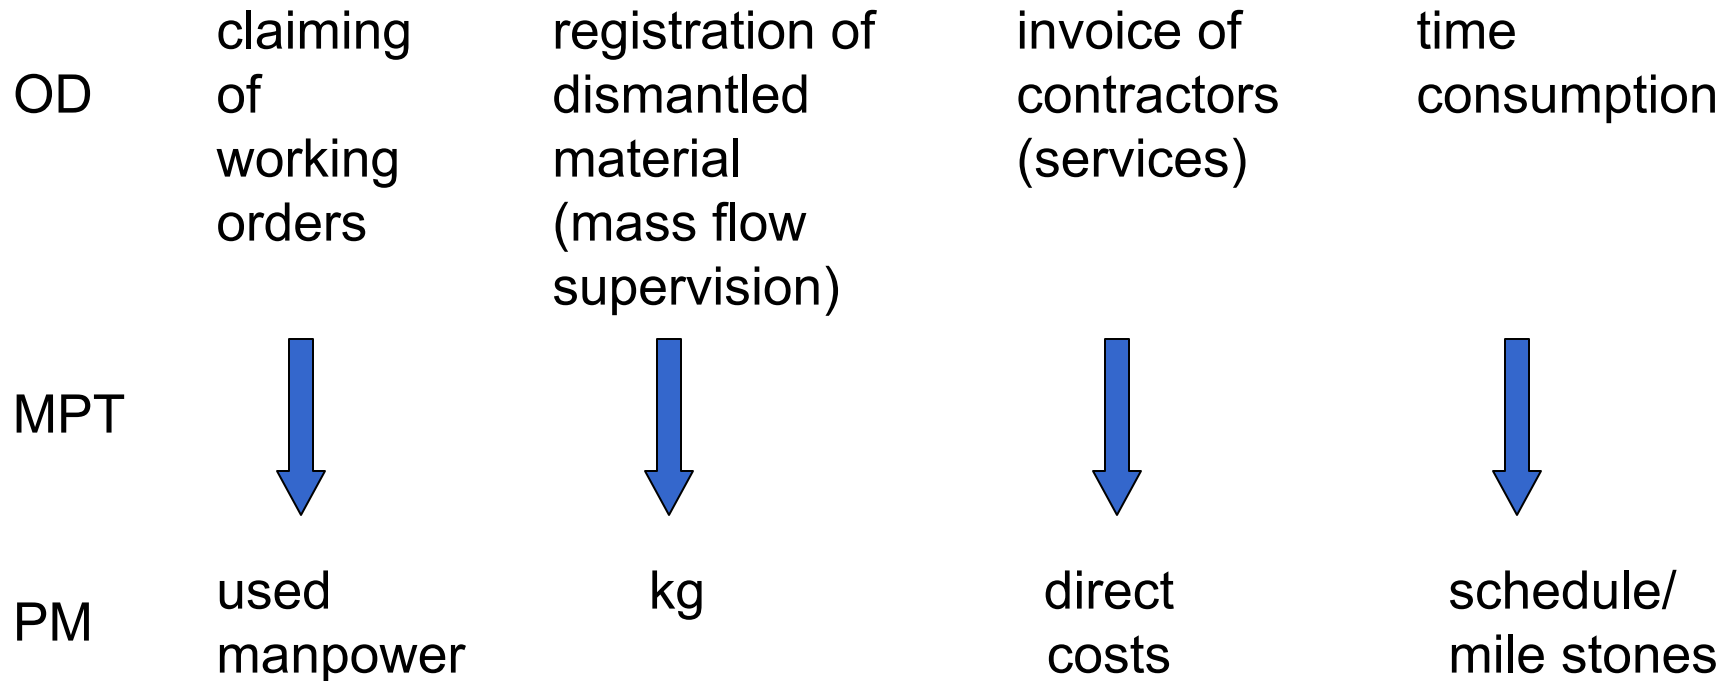 OD
claiming
of
working
orders
registration of
dismantled
material
(mass flow
supervision)
invoice of
contractors
(services)
time
consumption
MPT
PM
used
manpower
kg
direct
costs
schedule/
mile stones